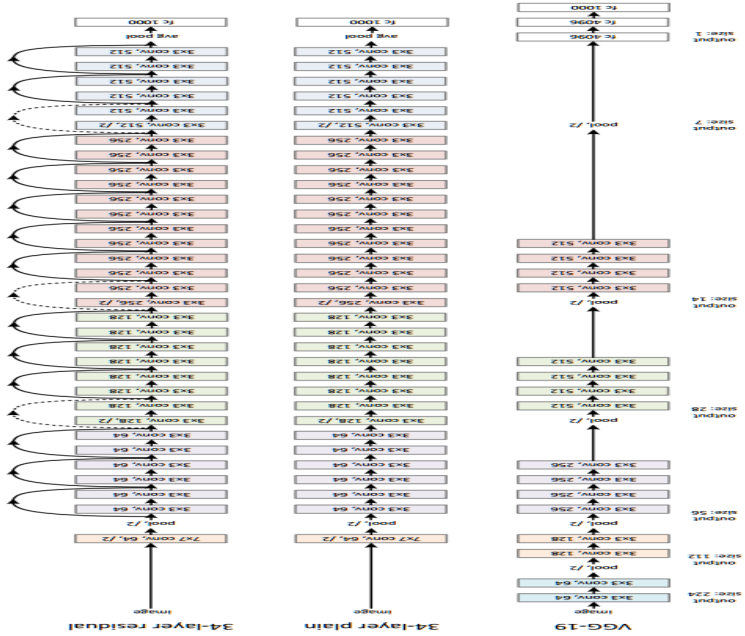 output
size: 224
output
size: 112
output
size: 56
output
size: 28
output
size: 14
output
size: 7
output
size: 1
VGG-19
image
3x3 conv, 64
3x3 conv, 64
pool, /2
3x3 conv, 128
3x3 conv, 128
pool, /2
3x3 conv, 256
3x3 conv, 256
3x3 conv, 256
3x3 conv, 256
pool, /2
3x3 conv, 512
3x3 conv, 512
3x3 conv, 512
3x3 conv, 512
pool, /2
3x3 conv, 512
3x3 conv, 512
3x3 conv, 512
3x3 conv, 512
pool, /2
fc 4096
fc 4096
fc 1000
34-layer plain
image
7x7 conv, 64, /2
pool, /2
3x3 conv, 64
3x3 conv, 64
3x3 conv, 64
3x3 conv, 64
3x3 conv, 64
3x3 conv, 64
3x3 conv, 128, /2
3x3 conv, 128
3x3 conv, 128
3x3 conv, 128
3x3 conv, 128
3x3 conv, 128
3x3 conv, 128
3x3 conv, 128
3x3 conv, 256, /2
3x3 conv, 256
3x3 conv, 256
3x3 conv, 256
3x3 conv, 256
3x3 conv, 256
3x3 conv, 256
3x3 conv, 256
3x3 conv, 256
3x3 conv, 256
3x3 conv, 256
3x3 conv, 256
3x3 conv, 512, /2
3x3 conv, 512
3x3 conv, 512
3x3 conv, 512
3x3 conv, 512
3x3 conv, 512
avg pool
fc 1000
34-layer residual
image
7x7 conv, 64, /2
pool, /2
3x3 conv, 64
3x3 conv, 64
3x3 conv, 64
3x3 conv, 64
3x3 conv, 64
3x3 conv, 64
3x3 conv, 128, /2
3x3 conv, 128
3x3 conv, 128
3x3 conv, 128
3x3 conv, 128
3x3 conv, 128
3x3 conv, 128
3x3 conv, 128
3x3 conv, 256, /2
3x3 conv, 256
3x3 conv, 256
3x3 conv, 256
3x3 conv, 256
3x3 conv, 256
3x3 conv, 256
3x3 conv, 256
3x3 conv, 256
3x3 conv, 256
3x3 conv, 256
3x3 conv, 256
3x3 conv, 512, /2
3x3 conv, 512
3x3 conv, 512
3x3 conv, 512
3x3 conv, 512
3x3 conv, 512
avg pool
fc 1000